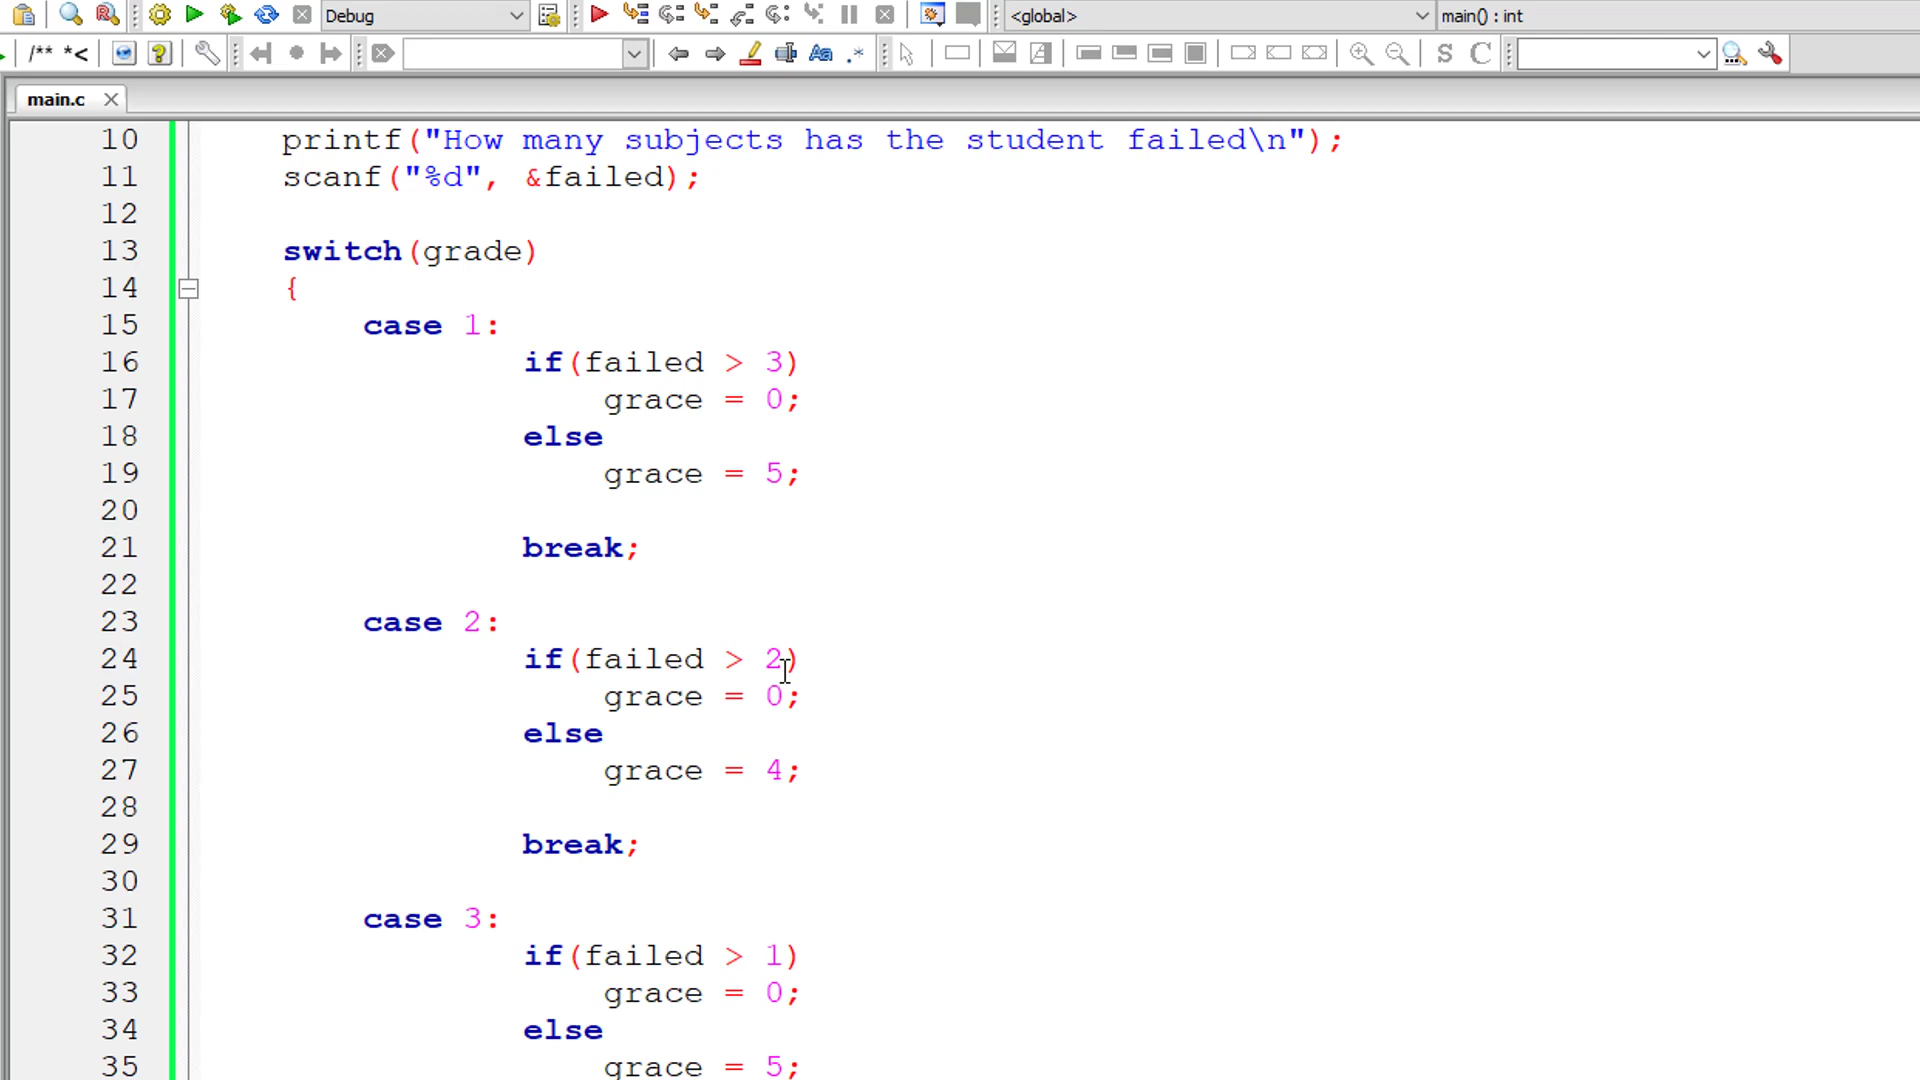 Debug
<global>
main() : int
/** *<
Aa .*
S C
main.c
10 printf("How many subjects has the student failed\n");
11 scanf("%d", &failed);
12
13 switch(grade)
14 {
15 case 1:
16 if(failed > 3)
17 grace = 0;
18 else
19 grace = 5;
20
21 break;
22
23 case 2:
24 if(failed > 2)
25 grace = 0;
26 else
27 grace = 4;
28
29 break;
30
31 case 3:
32 if(failed > 1)
33 grace = 0;
34 else
35 grace = 5;